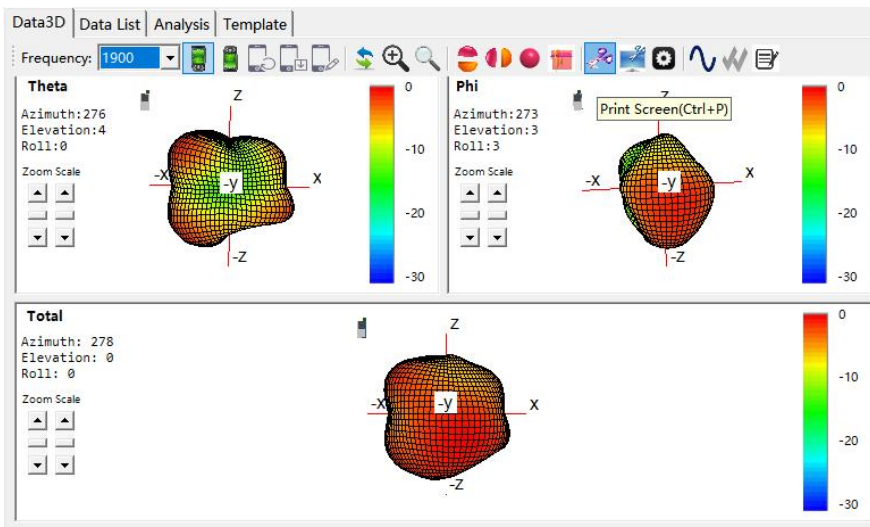 Data3D Data List Analysis Template
Frequency: 1900
Theta
Azimuth:276
Elevation:4
Roll:0
Zoom Scale
Z
-X
-y
X
-Z
0
-10
-20
-30
Phi
Azimuth:273
Elevation:3
Roll:3
Zoom Scale
Print Screen(Ctrl+P)
Z
-X
-y
X
-Z
0
-10
-20
-30
Total
Azimuth: 278
Elevation: 0
Roll: 0
Zoom Scale
Z
-X
-y
X
-Z
0
-10
-20
-30